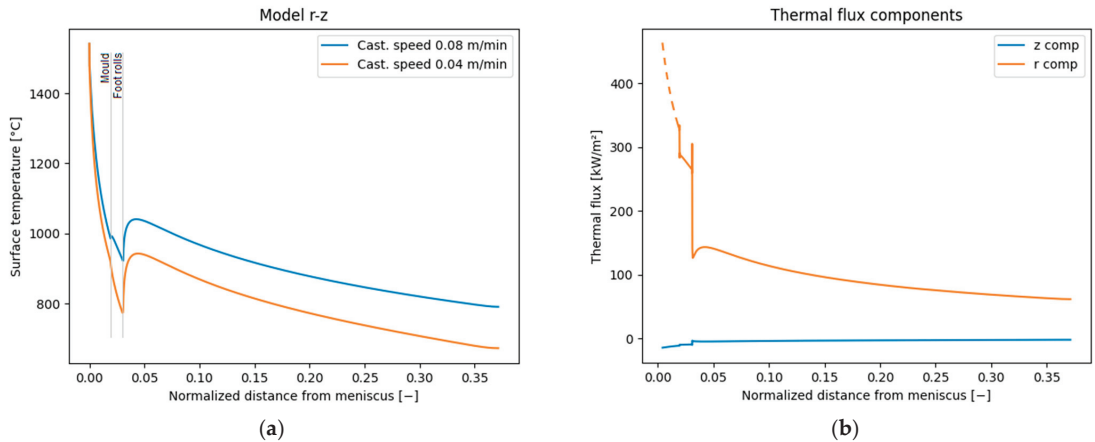 Model r-z
Surface temperature [°C]
1400
1200
1000
800
Mould
Foot rolls
Cast. speed 0.08 m/min
Cast. speed 0.04 m/min
0.00 0.05 0.10 0.15 0.20 0.25 0.30 0.35
Normalized distance from meniscus [−]
(a)
Thermal flux components
Thermal flux [kW/m²]
400
300
200
100
0
z comp
r comp
0.00 0.05 0.10 0.15 0.20 0.25 0.30 0.35
Normalized distance from meniscus [−]
(b)